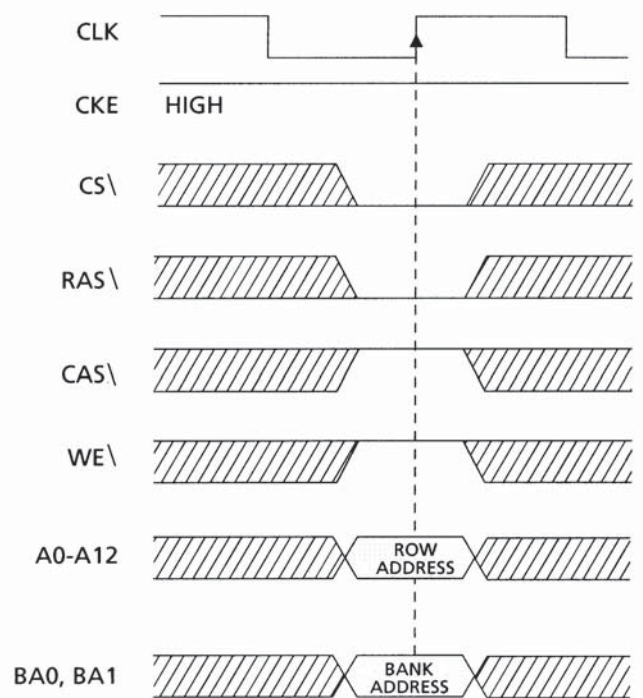 CLK
CKE HIGH
CS\
RAS\
CAS\
WE\
A0-A12 ROW
ADDRESS
BA0, BA1 BANK
ADDRESS